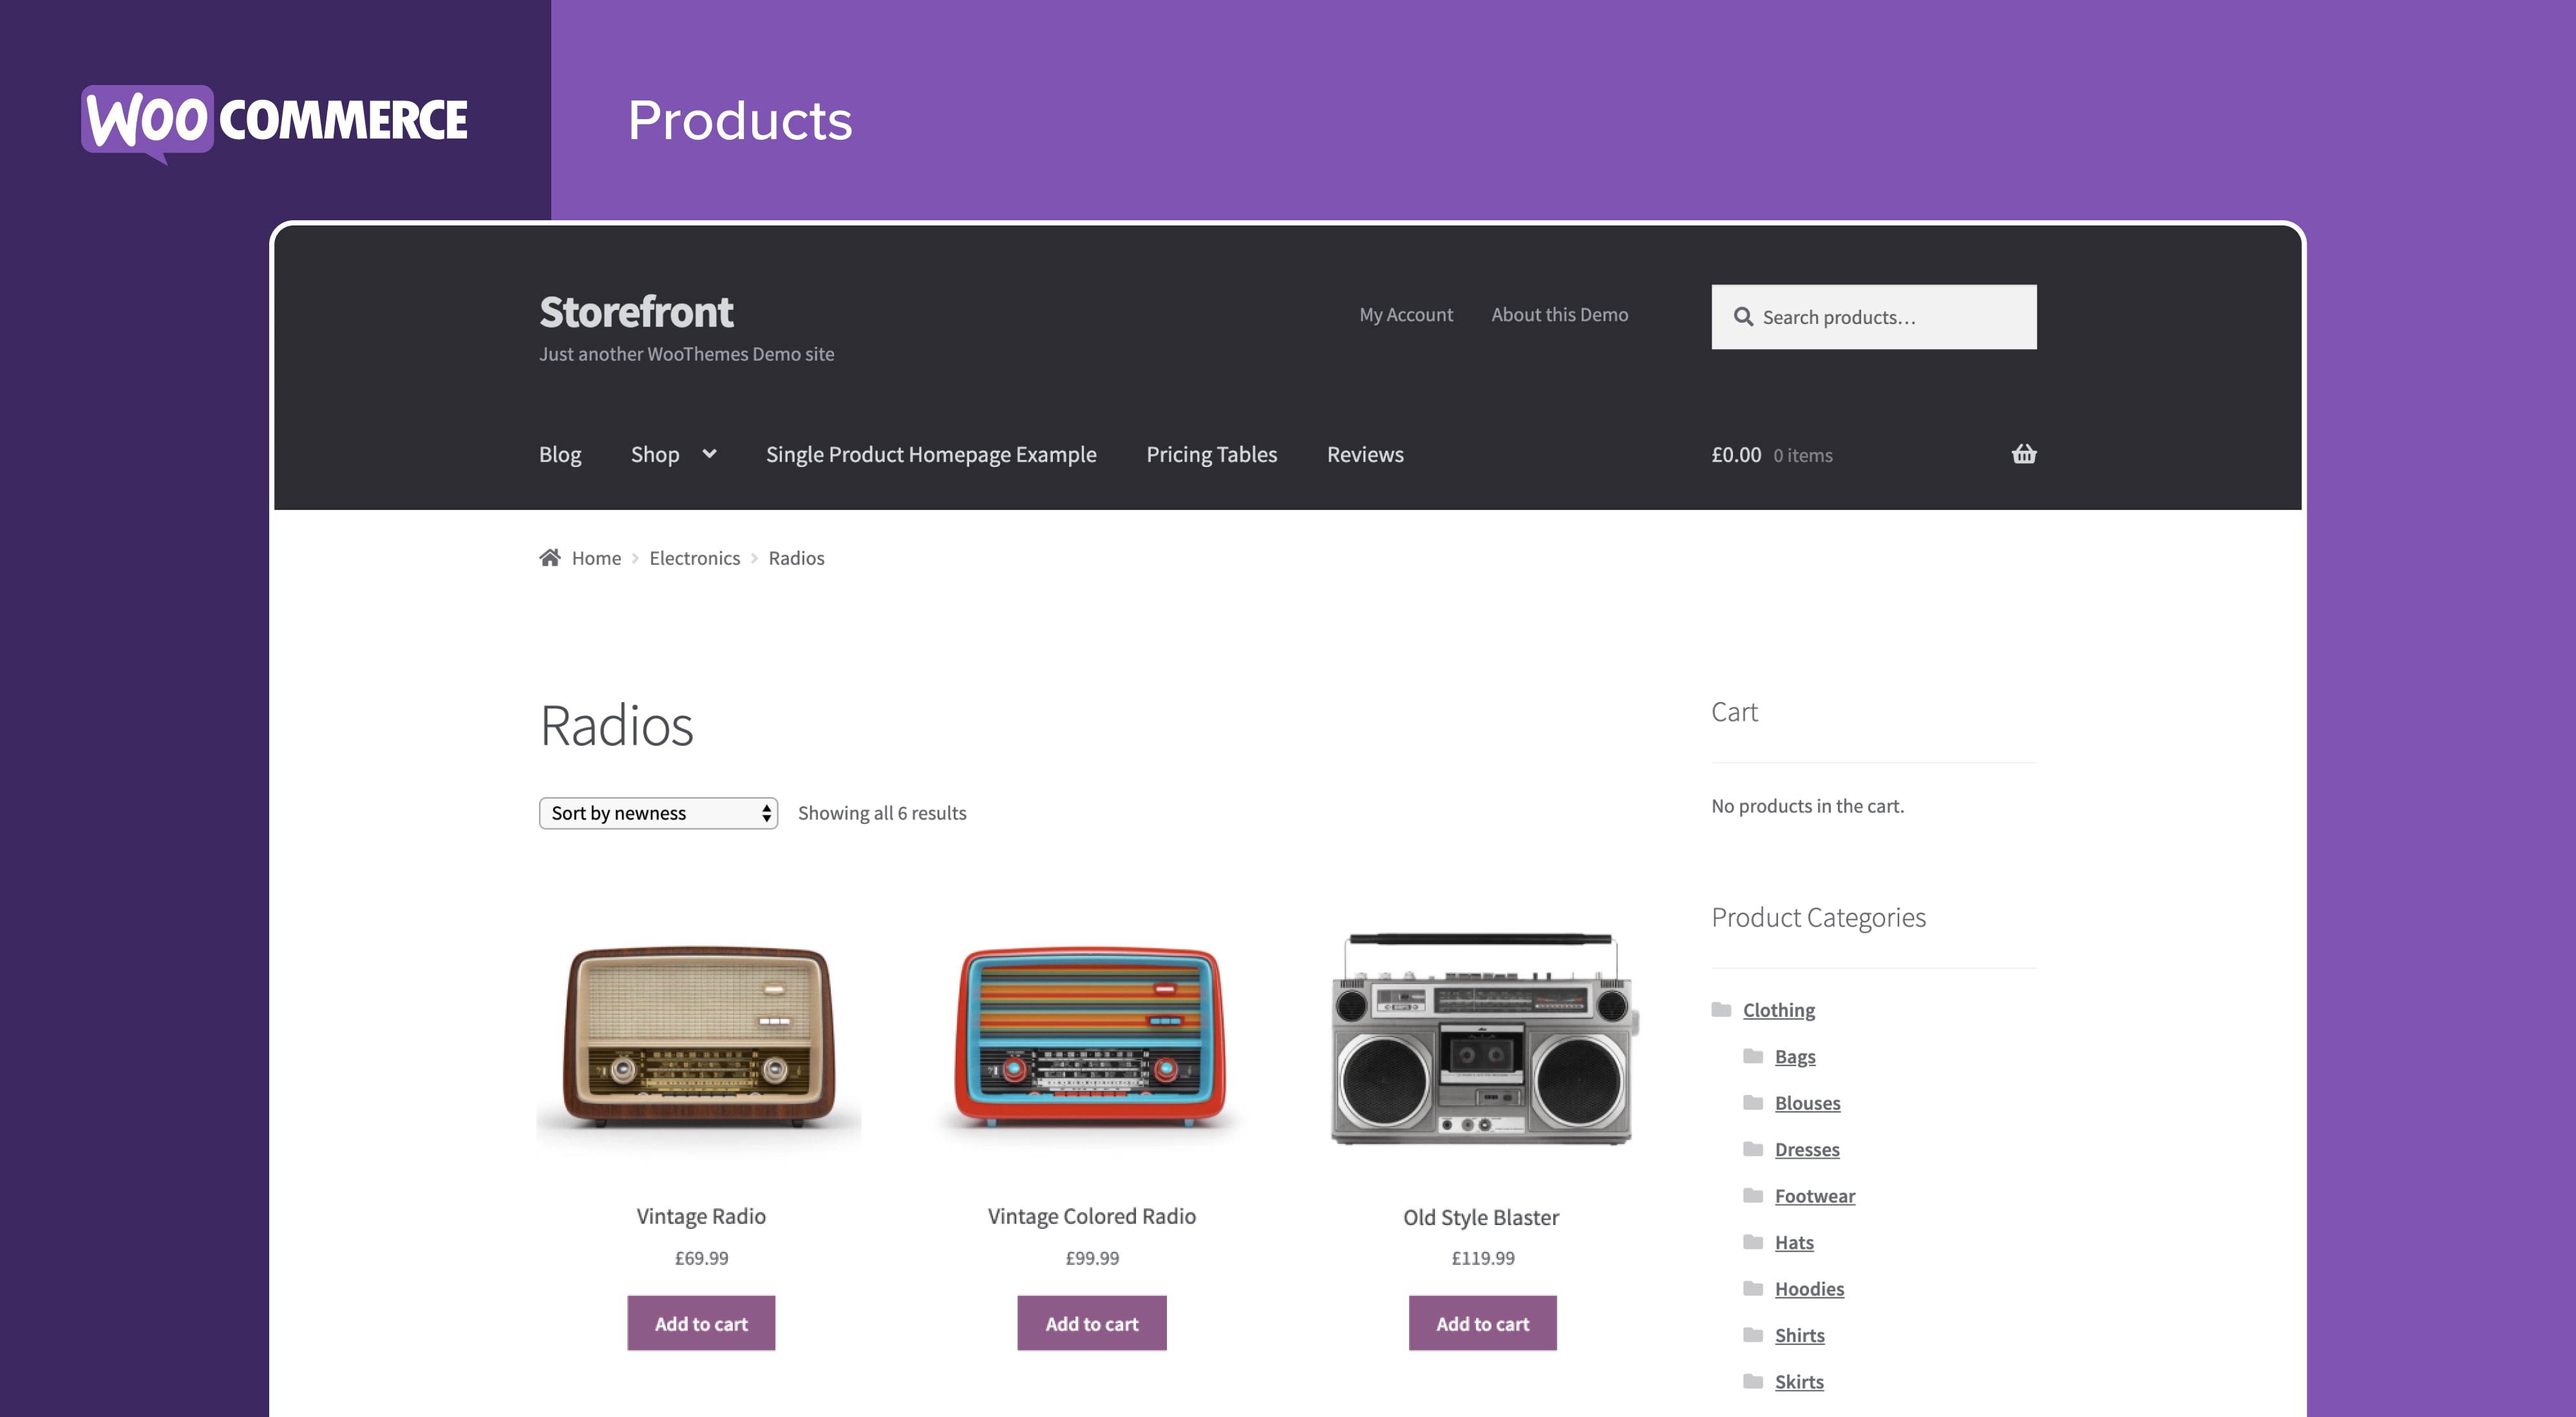 WOO COMMERCE
Products
Storefront
Just another WooThemes Demo site
My Account
About this Demo
Search products...
Blog
Shop
Single Product Homepage Example
Pricing Tables
Reviews
£0.00 0 items
Home
Electronics
Radios
Radios
Sort by newness
Showing all 6 results
Vintage Radio
£69.99
Add to cart
Vintage Colored Radio
£99.99
Add to cart
Old Style Blaster
£119.99
Add to cart
Cart
No products in the cart.
Product Categories
Clothing
Bags
Blouses
Dresses
Footwear
Hats
Hoodies
Shirts
Skirts